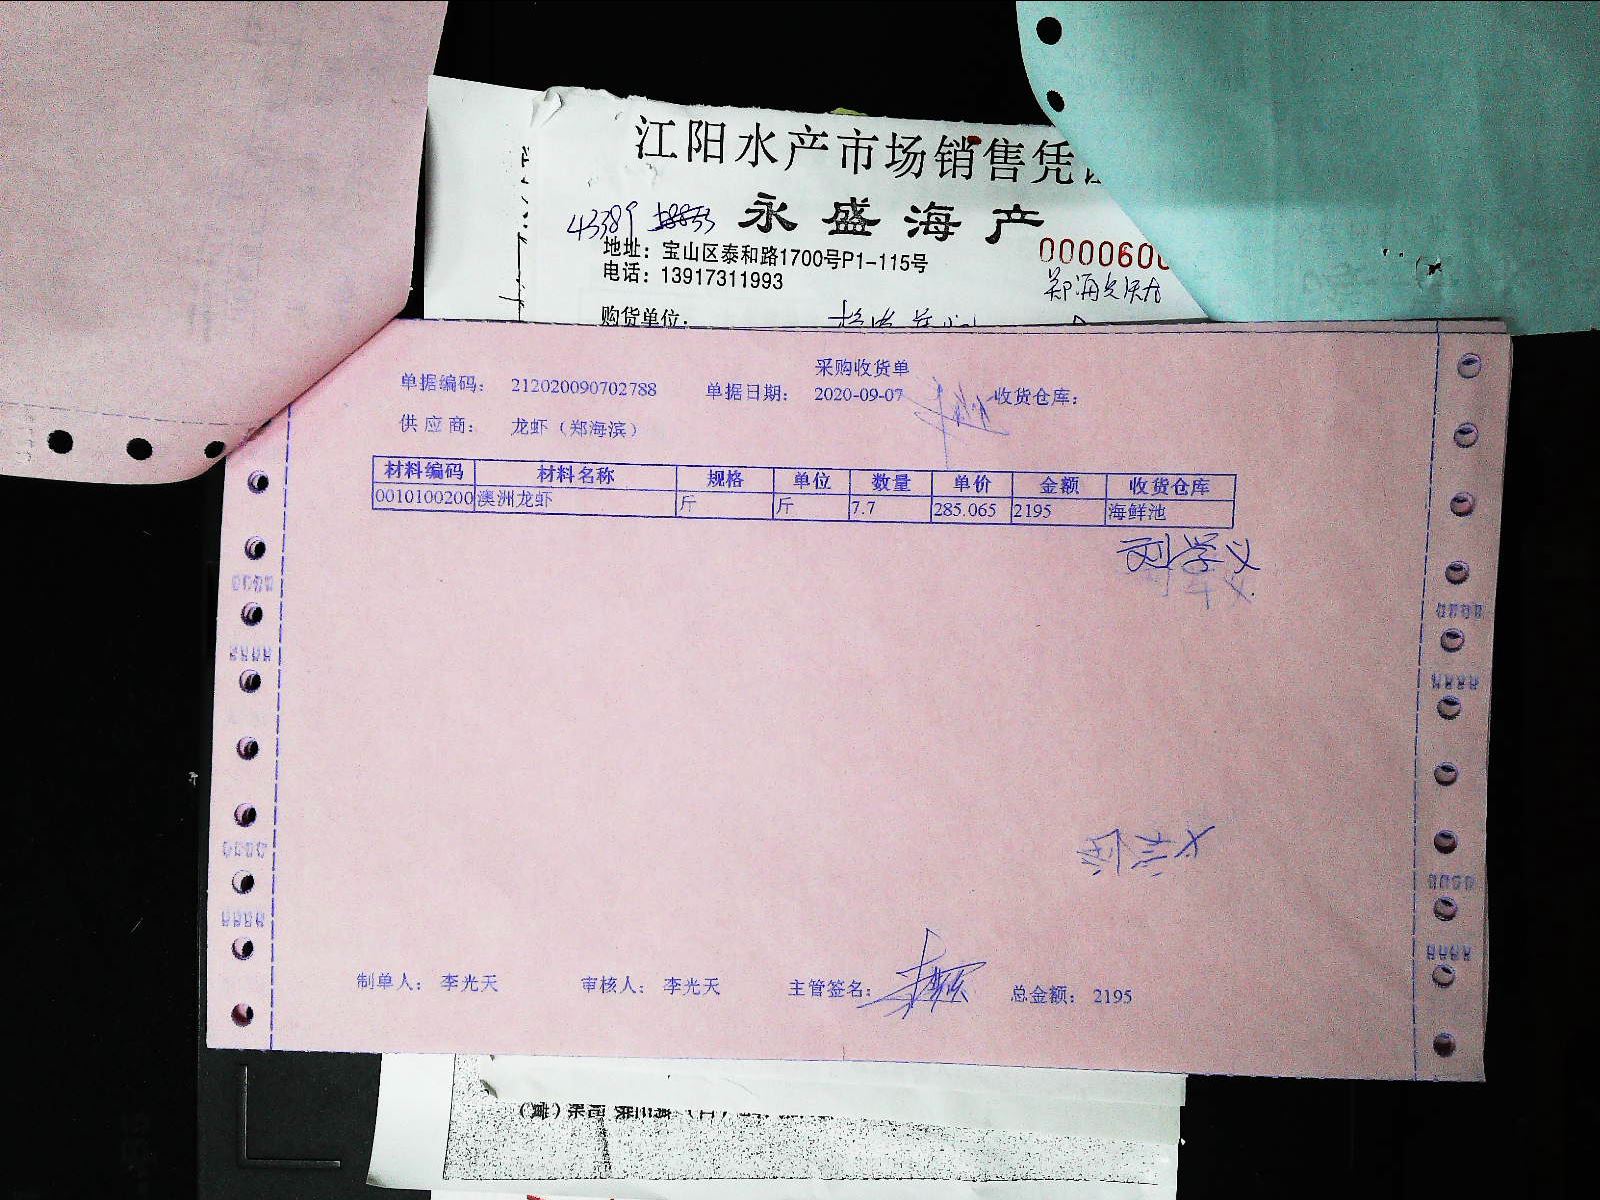 江阳水产市场销售凭
43389
永盛海产
地址：宝山区泰和路1700号P1-115号
0000600
电话：13917311993
购货单位：
采购收货单
单据编码： 212020090702788 单据日期： 2020-09-07 收货仓库：
供应商： 龙虾（郑海滨）
材料编码 材料名称 规格 单位 数量 单价 金额 收货仓库
0010100200 澳洲龙虾 斤 斤 7.7 285.065 2195 海鲜池
刘学义
制单人： 李光天 审核人： 李光天 主管签名： 总金额： 2195